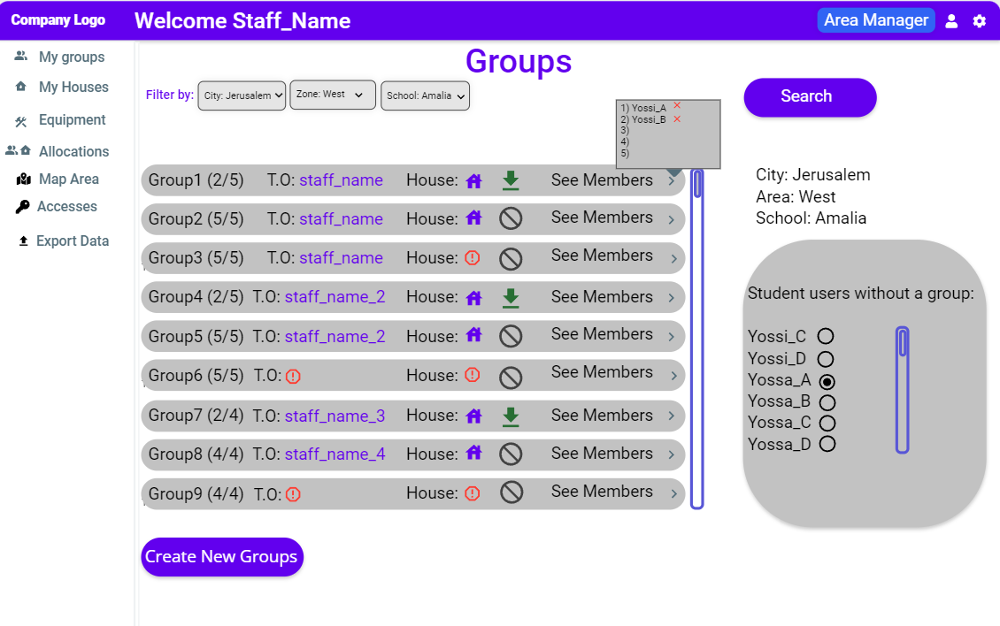 Company Logo Welcome Staff_Name Area Manager
My groups
My Houses
Equipment
Allocations
Map Area
Accesses
Export Data
Groups
Filter by: City: Jerusalem Zone: West School: Amalia
Search
1) Yossi_A
2) Yossi_B
3)
4)
5)
Group1 (2/5) T.O: staff_name House: See Members
Group2 (5/5) T.O: staff_name House: See Members
Group3 (5/5) T.O: staff_name House: See Members
Group4 (2/5) T.O: staff_name_2 House: See Members
Group5 (5/5) T.O: staff_name_2 House: See Members
Group6 (5/5) T.O: House: See Members
Group7 (2/4) T.O: staff_name_3 House: See Members
Group8 (4/4) T.O: staff_name_4 House: See Members
Group9 (4/4) T.O: House: See Members
Create New Groups
City: Jerusalem
Area: West
School: Amalia
Student users without a group:
Yossi_C
Yossi_D
Yossa_A
Yossa_B
Yossa_C
Yossa_D